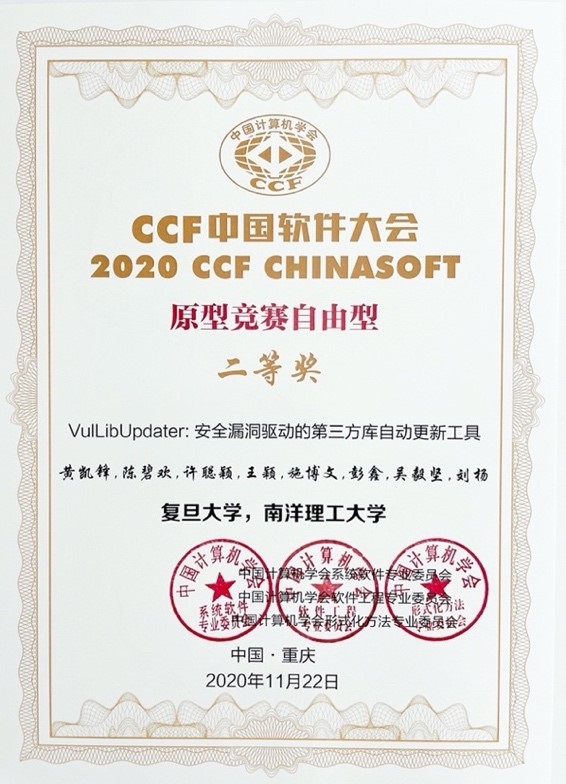 中国计算机学会
CCF
CCF中国软件大会
2020 CCF CHINASOFT
原型竞赛自由型
二等奖
VulLibUpdater: 安全漏洞驱动的第三方库自动更新工具
黄凯锋,陈碧欢,许聪颖,王颖,施博文,彭鑫,吴毅坚,刘杨
复旦大学，南洋理工大学
中国计算机学会系统软件专业委员会
中国计算机学会软件工程专业委员会
中国计算机学会形式化方法专业委员会
中国计算机学会
系统软件
专业委员会
中国计算机学会
软件工程
专业委员会
中国计算机学会
形式化方法
专业委员会
中国·重庆
2020年11月22日